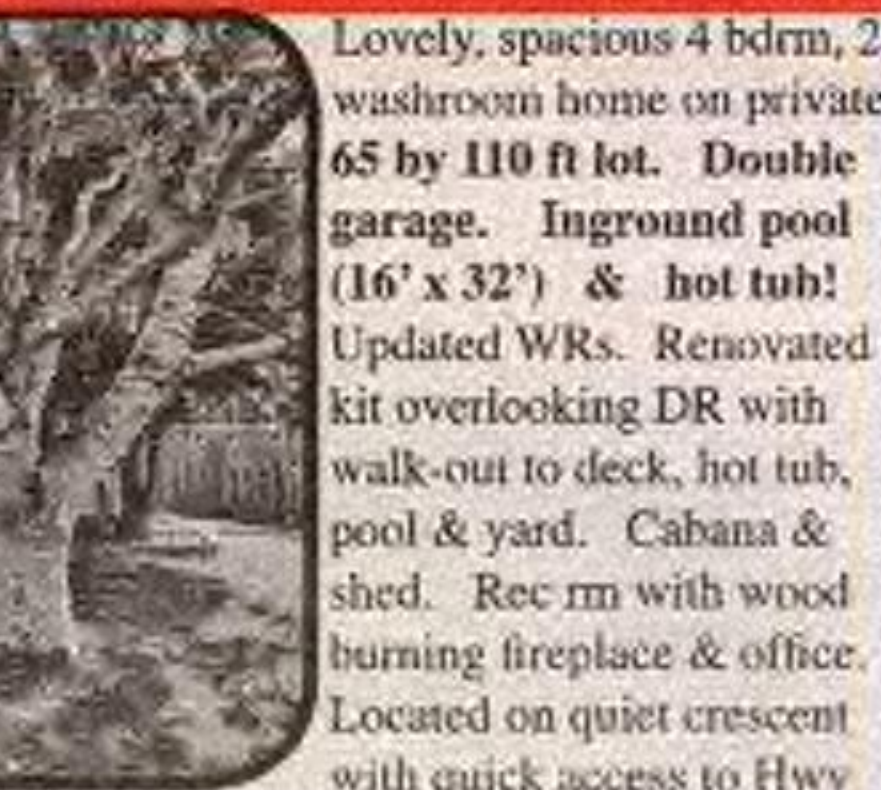 Lovely, spacious 4 bdrm, 2
washroom home on private
65 by 110 ft lot. Double
garage. Inground pool
(16' x 32') & hot tub!
Updated WRs. Renovated
kit overlooking DR with
walk-out to deck, hot tub,
pool & yard. Cabana &
shed. Rec rm with wood
burning fireplace & office.
Located on quiet crescent
with quick access to Hwy